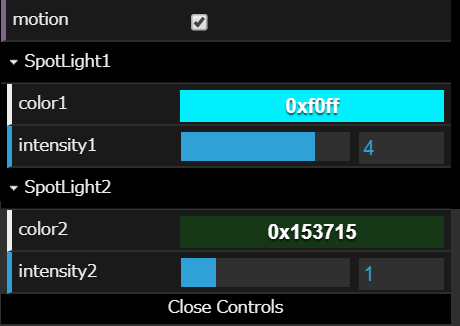 motion
SpotLight1
color1 0xf0ff
intensity1 4
SpotLight2
color2 0x153715
intensity2 1
Close Controls